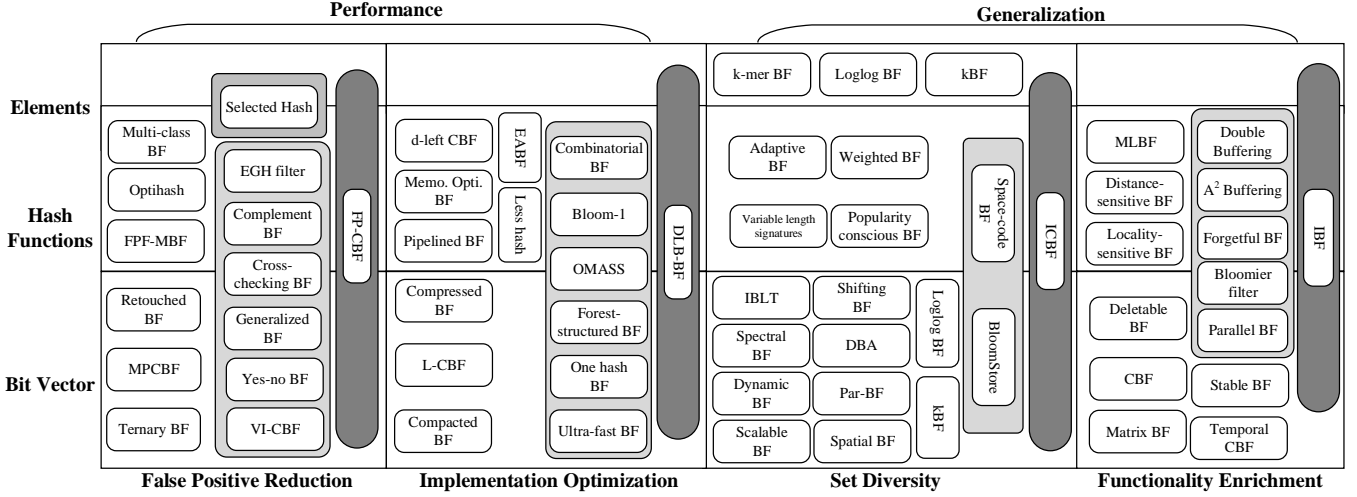 Performance
Generalization
Elements
Hash
Functions
Bit Vector
Selected Hash
Multi-class
BF
Optihash
FPF-MBF
EGH filter
Complement
BF
Cross-
checking BF
Generalized
BF
Yes-no BF
VI-CBF
Retouched
BF
MPCBF
Ternary BF
FP-CBF
d-left CBF
Memo. Opti.
BF
Pipelined BF
EABF
Less hash
Compressed
BF
L-CBF
Compacted
BF
Combinatorial
BF
Bloom-1
OMASS
Forest-
structured BF
One hash
BF
Ultra-fast BF
DLB-BF
k-mer BF
Loglog BF
kBF
Adaptive
BF
Weighted BF
Variable length
signatures
Popularity
conscious BF
IBLT
Shifting
BF
Spectral
BF
DBA
Dynamic
BF
Par-BF
Scalable
BF
Spatial BF
Loglog BF
kBF
Space-code
BF
BloomStore
ICBF
MLBF
Distance-
sensitive BF
Locality-
sensitive BF
Deletable
BF
CBF
Matrix BF
Double
Buffering
A² Buffering
Forgetful BF
Bloomier
filter
Parallel BF
Stable BF
Temporal
CBF
IBF
False Positive Reduction
Implementation Optimization
Set Diversity
Functionality Enrichment